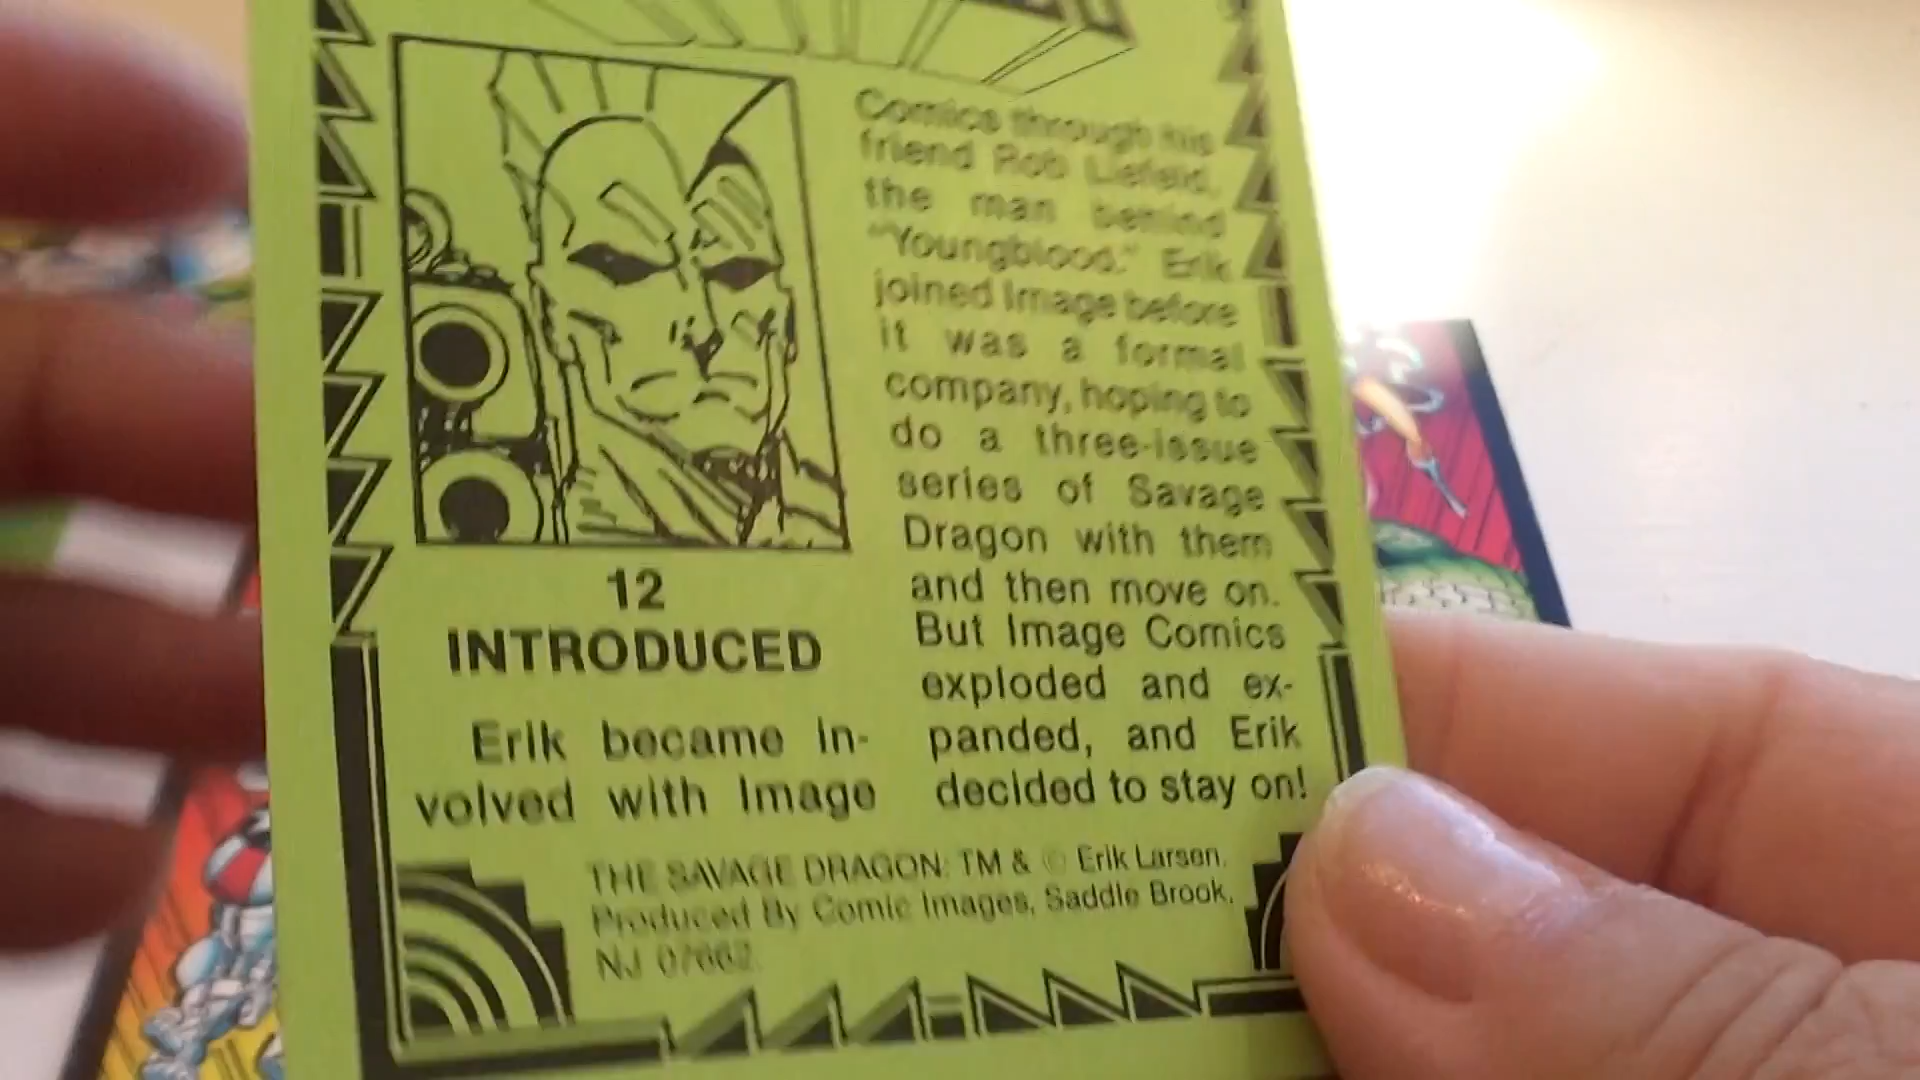 12
INTRODUCED
Erik became in-
volved with Image
Comics through his
friend Rob Liefeld,
the man behind
"Youngblood." Erik
joined Image before
it was a formal
company, hoping to
do a three-issue
series of Savage
Dragon with them
and then move on.
But Image Comics
exploded and ex-
panded, and Erik
decided to stay on!
THE SAVAGE DRAGON: TM & © Erik Larsen.
Produced By Comic Images, Saddle Brook,
NJ 07662.